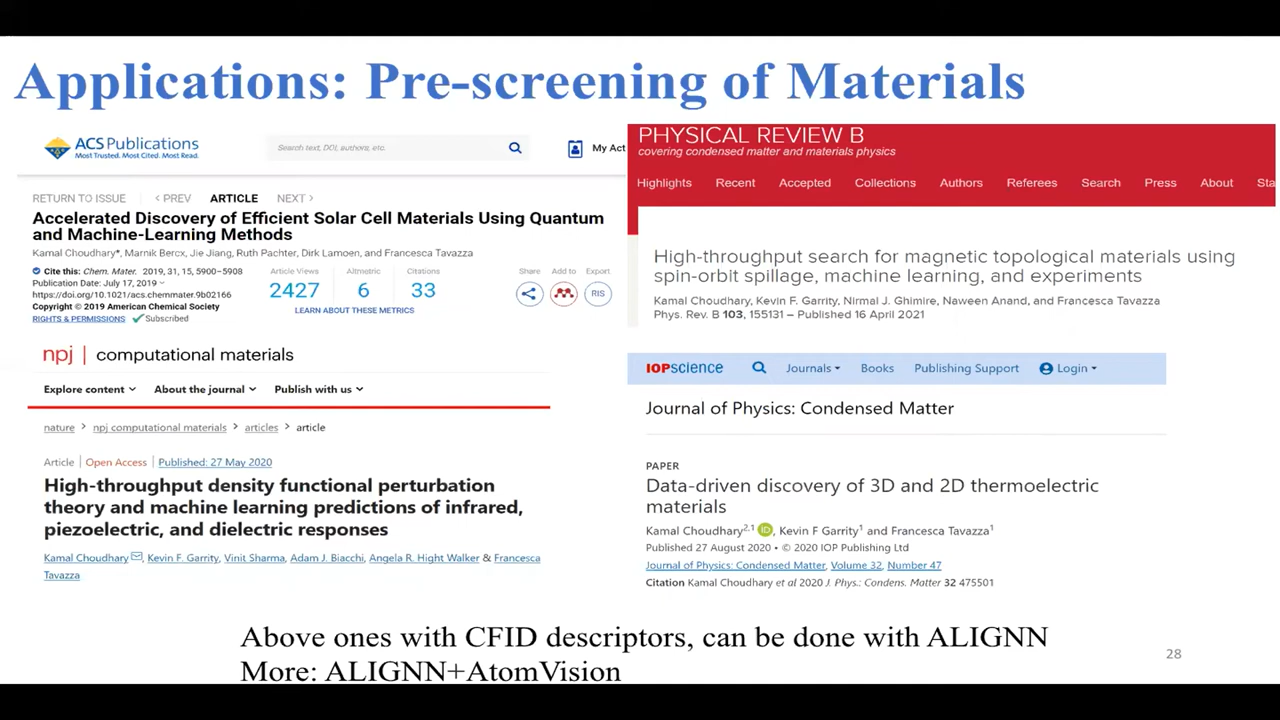 Applications: Pre-screening of Materials
ACS Publications
Most Trusted. Most Cited. Most Read.
Search text, DOI, authors, etc.
My Act
RETURN TO ISSUE
< PREV
ARTICLE
NEXT >
Accelerated Discovery of Efficient Solar Cell Materials Using Quantum
and Machine-Learning Methods
Kamal Choudhary*, Marnik Bercx, Jie Jiang, Ruth Pachter, Dirk Lamoen, and Francesca Tavazza
Cite this: Chem. Mater. 2019, 31, 15, 5900–5908
Publication Date: July 17, 2019
https://doi.org/10.1021/acs.chemmater.9b02166
Copyright © 2019 American Chemical Society
RIGHTS & PERMISSIONS Subscribed
Article Views
2427
Altmetric
6
Citations
33
LEARN ABOUT THESE METRICS
Share
Add to
Export
RIS
PHYSICAL REVIEW B
covering condensed matter and materials physics
Highlights Recent Accepted Collections Authors Referees Search Press About Sta
High-throughput search for magnetic topological materials using
spin-orbit spillage, machine learning, and experiments
Kamal Choudhary, Kevin F. Garrity, Nirmal J. Ghimire, Naween Anand, and Francesca Tavazza
Phys. Rev. B 103, 155131 – Published 16 April 2021
npj | computational materials
Explore content About the journal Publish with us
nature > npj computational materials > articles > article
Article | Open Access | Published: 27 May 2020
High-throughput density functional perturbation
theory and machine learning predictions of infrared,
piezoelectric, and dielectric responses
Kamal Choudhary, Kevin F. Garrity, Vinit Sharma, Adam J. Biacchi, Angela R. Hight Walker & Francesca
Tavazza
IOPscience Journals Books Publishing Support Login
Journal of Physics: Condensed Matter
PAPER
Data-driven discovery of 3D and 2D thermoelectric
materials
Kamal Choudhary2,1 iD, Kevin F Garrity1 and Francesca Tavazza1
Published 27 August 2020 • © 2020 IOP Publishing Ltd
Journal of Physics: Condensed Matter, Volume 32, Number 47
Citation Kamal Choudhary et al 2020 J. Phys.: Condens. Matter 32 475501
Above ones with CFID descriptors, can be done with ALIGNN
More: ALIGNN+AtomVision
28